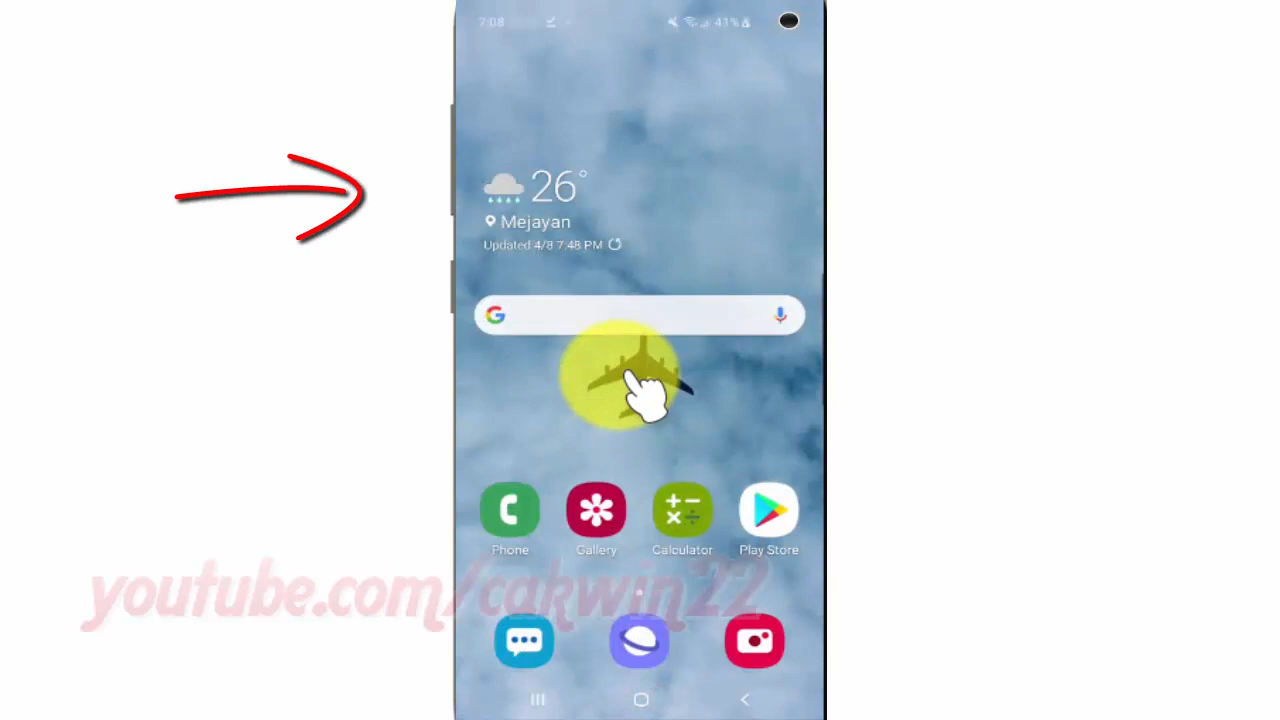 7:08
41%
26°
Mejayan
Updated 4/8 7:48 PM
Phone
Gallery
Calculator
Play Store
youtube.com/cakwin22